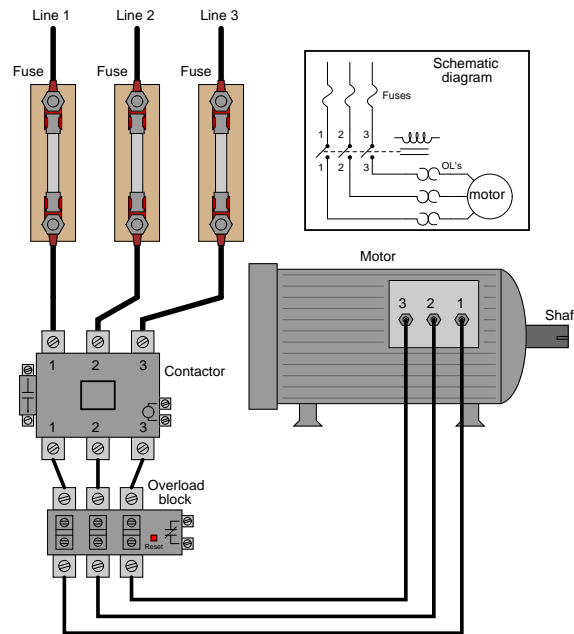 Line 1 Line 2 Line 3
Fuse Fuse Fuse
Schematic
diagram
Fuses
1 2 3
1 2 3
OL's
motor
Motor
3 2 1
Shaf
1 2 3
Contactor
1 2 3
Overload
block
Reset